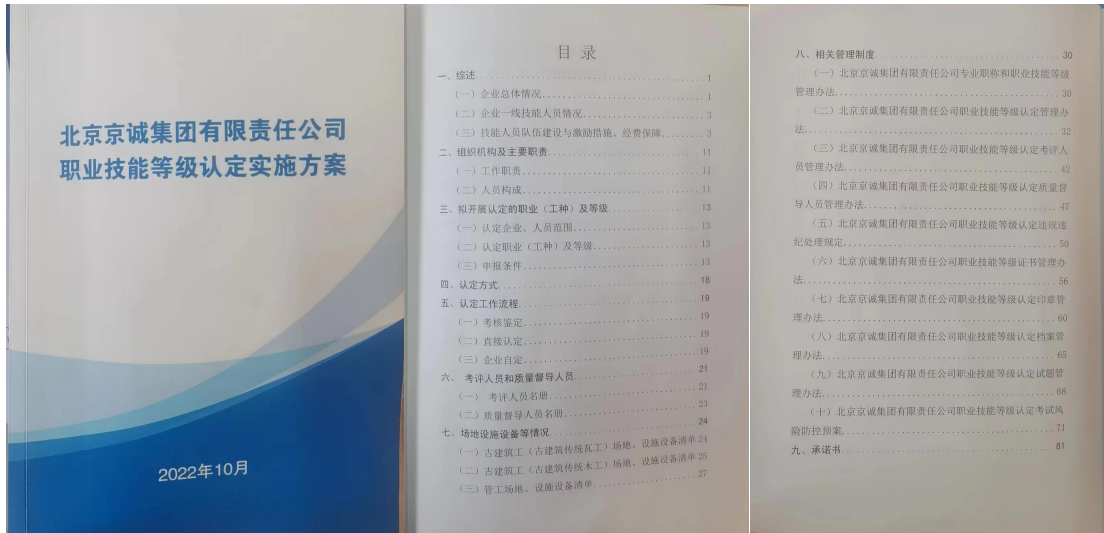 北京京诚集团有限责任公司
职业技能等级认定实施方案
2022年10月
目录
一、综述..........1
（一）企业总体情况..........1
（二）企业一线技能人员情况..........3
（三）技能人员队伍建设与激励措施、经费保障..........3
二、组织机构及主要职责..........11
（一）工作职责..........11
（二）人员构成..........11
三、拟开展认定的职业（工种）及等级..........13
（一）认定企业、人员范围..........13
（二）认定职业（工种）及等级..........13
（三）申报条件..........13
四、认定方式..........18
五、认定工作流程..........19
（一）考核鉴定..........19
（二）直接认定..........19
（三）企业自定..........19
六、 考评人员和质量督导人员..........21
（一） 考评人员名册..........21
（二）质量督导人员名册..........23
七、场地设施设备等情况..........24
（一）古建筑工（古建筑传统瓦工）场地、设施设备清单 24
（二）古建筑工（古建筑传统木工）场地、设施设备清单 25
（三）管工场地、设施设备清单..........27
八、相关管理制度..........30
（一）北京京诚集团有限责任公司专业职称和职业技能等级
管理办法..........30
（二）北京京诚集团有限责任公司职业技能等级认定管理办
法..........32
（三）北京京诚集团有限责任公司职业技能等级认定考评人
员管理办法..........42
（四）北京京诚集团有限责任公司职业技能等级认定质量督
导人员管理办法..........47
（五）北京京诚集团有限责任公司职业技能等级认定违规违
纪处理规定..........50
（六）北京京诚集团有限责任公司职业技能等级证书管理办
法..........56
（七）北京京诚集团有限责任公司职业技能等级认定印章管
理办法..........60
（八）北京京诚集团有限责任公司职业技能等级认定档案管
理办法..........65
（九）北京京诚集团有限责任公司职业技能等级认定试题管
理办法..........68
（十）北京京诚集团有限责任公司职业技能等级认定考试风
险防控预案..........71
九、承诺书..........81